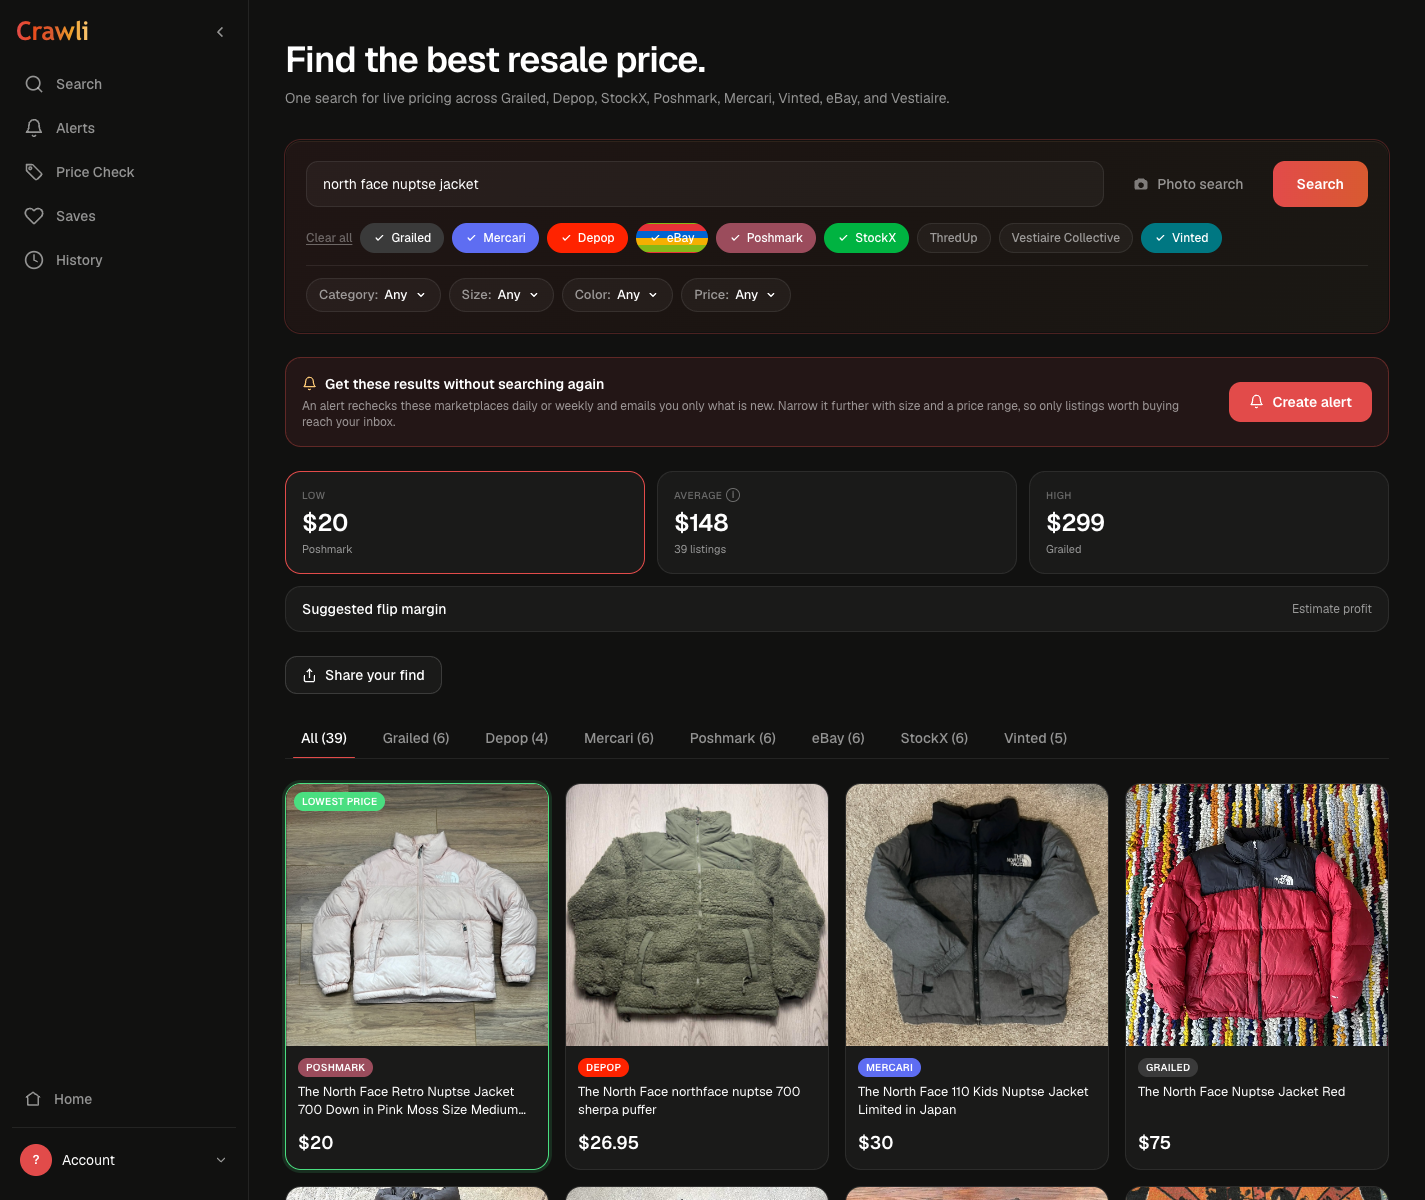 Crawli
Search
Alerts
Price Check
Saves
History
Home
? Account
Find the best resale price.
One search for live pricing across Grailed, Depop, StockX, Poshmark, Mercari, Vinted, eBay, and Vestiaire.
north face nuptse jacket
Photo search
Search
Clear all Grailed Mercari Depop eBay Poshmark StockX ThredUp Vestiaire Collective Vinted
Category: Any Size: Any Color: Any Price: Any
Get these results without searching again
An alert rechecks these marketplaces daily or weekly and emails you only what is new. Narrow it further with size and a price range, so only listings worth buying
reach your inbox.
Create alert
LOW
$20
Poshmark
AVERAGE i
$148
39 listings
HIGH
$299
Grailed
Suggested flip margin Estimate profit
Share your find
All (39) Grailed (6) Depop (4) Mercari (6) Poshmark (6) eBay (6) StockX (6) Vinted (5)
LOWEST PRICE
POSHMARK
The North Face Retro Nuptse Jacket
700 Down in Pink Moss Size Medium…
$20
DEPOP
The North Face northface nuptse 700
sherpa puffer
$26.95
THE
NORTH
FACE
MERCARI
The North Face 110 Kids Nuptse Jacket
Limited in Japan
$30
GRAILED
The North Face Nuptse Jacket Red
$75